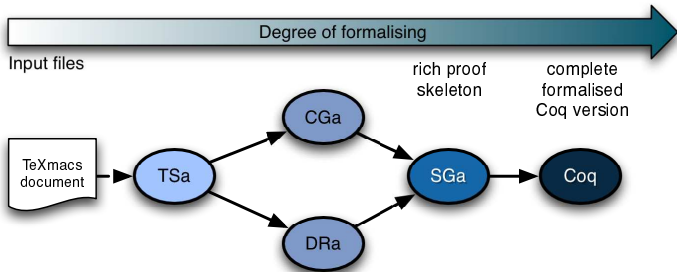 Degree of formalising
Input files
rich proof
skeleton
complete
formalised
Coq version
CGa
TeXmacs
document
TSa
SGa
Coq
DRa